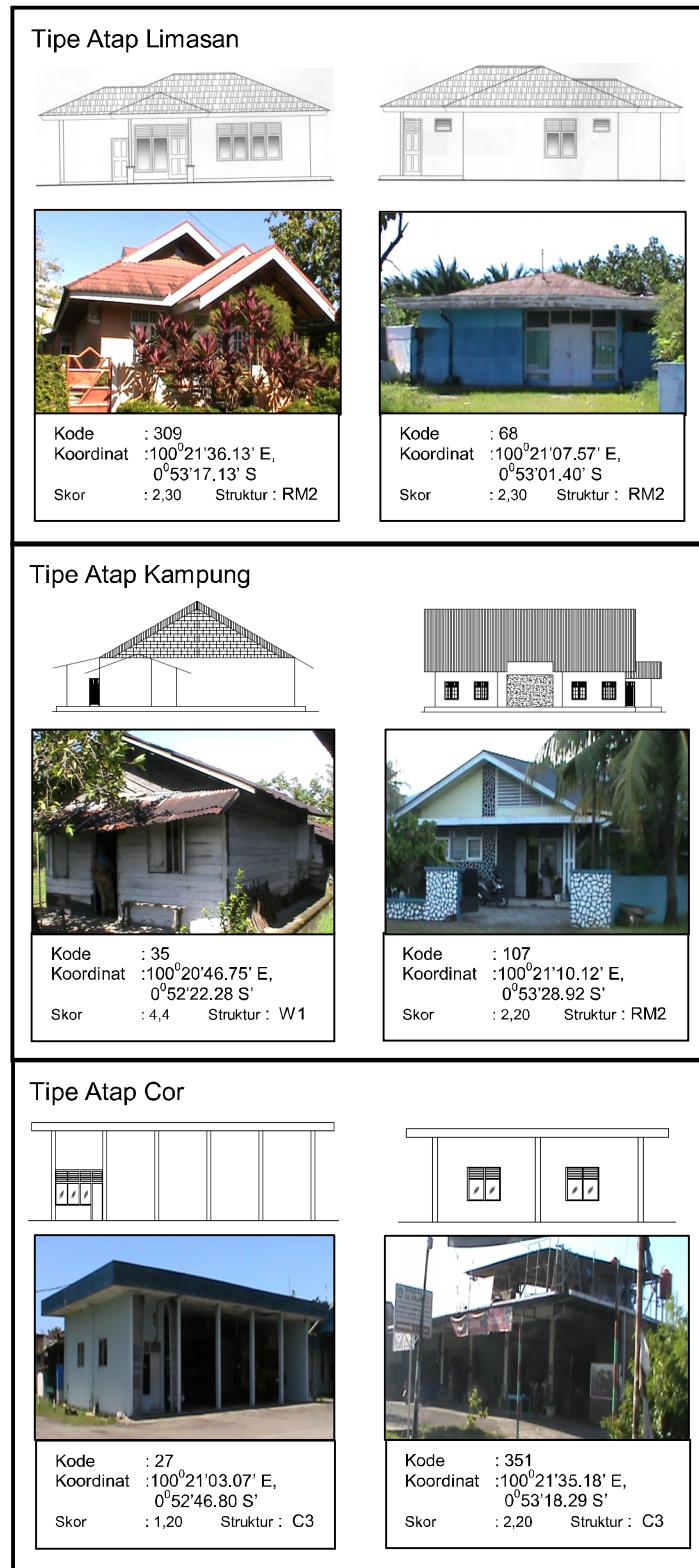 Tipe Atap Limasan
Kode : 309
Koordinat :100⁰21'36.13' E,
0⁰53'17.13' S
Skor : 2,30 Struktur : RM2
Kode : 68
Koordinat :100⁰21'07.57' E,
0⁰53'01.40' S
Skor : 2,30 Struktur : RM2
Tipe Atap Kampung
Kode : 35
Koordinat :100⁰20'46.75' E,
0⁰52'22.28 S'
Skor : 4,4 Struktur : W1
Kode : 107
Koordinat :100⁰21'10.12' E,
0⁰53'28.92 S'
Skor : 2,20 Struktur : RM2
Tipe Atap Cor
Kode : 27
Koordinat :100⁰21'03.07' E,
0⁰52'46.80 S'
Skor : 1,20 Struktur : C3
Kode : 351
Koordinat :100⁰21'35.18' E,
0⁰53'18.29 S'
Skor : 2,20 Struktur : C3